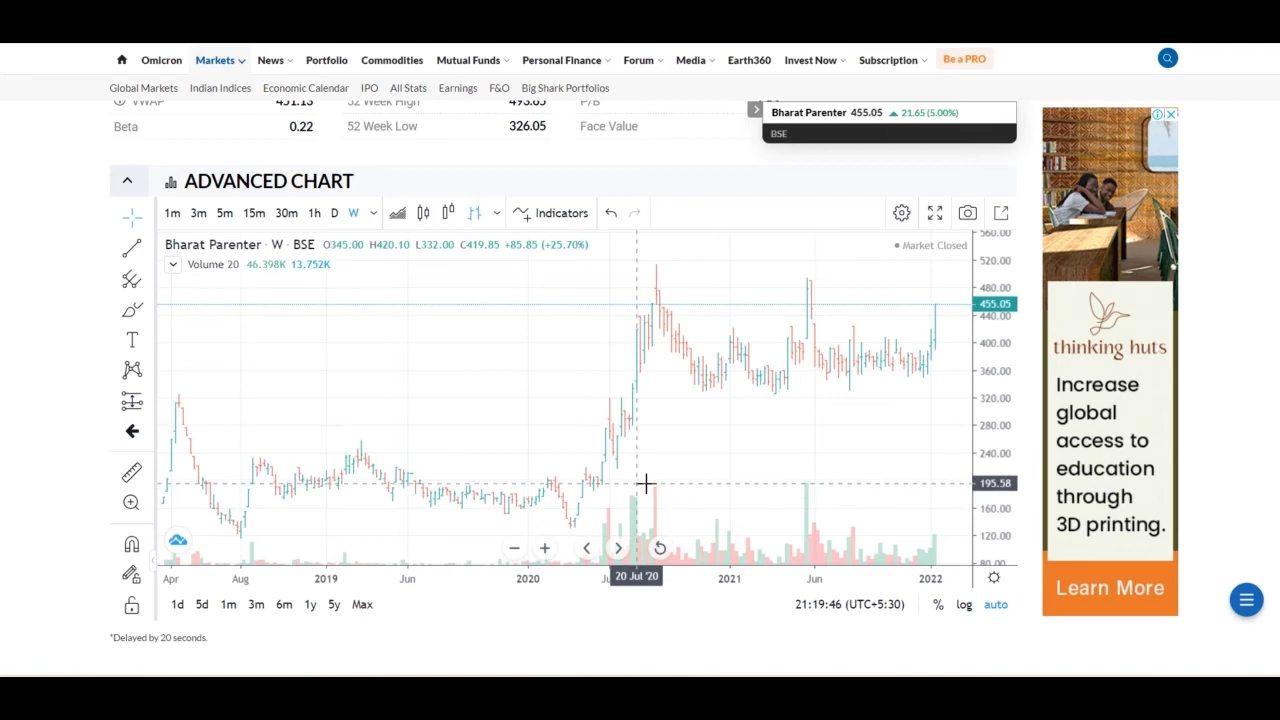 Omicron Markets News Portfolio Commodities Mutual Funds Personal Finance Forum Media Earth360 Invest Now Subscription Be a PRO
Global Markets Indian Indices Economic Calendar IPO All Stats Earnings F&O Big Shark Portfolios
VWAP 451.13 52 Week High 493.65 P/B
Beta 0.22 52 Week Low 326.05 Face Value
Bharat Parenter 455.05 ▲ 21.65 (5.00%)
BSE
ADVANCED CHART
1m 3m 5m 15m 30m 1h D W Indicators
Bharat Parenter · W · BSE O345.00 H420.10 L332.00 C419.85 +85.85 (+25.70%)
Market Closed
Volume 20 46.398K 13.752K
560.00
520.00
480.00
455.05
440.00
400.00
360.00
320.00
280.00
240.00
195.58
160.00
120.00
80.00
Apr Aug 2019 Jun 2020 20 Jul '20 2021 Jun 2022
1d 5d 1m 3m 6m 1y 5y Max 21:19:46 (UTC+5:30) % log auto
*Delayed by 20 seconds.
thinking huts
Increase
global
access to
education
through
3D printing.
Learn More